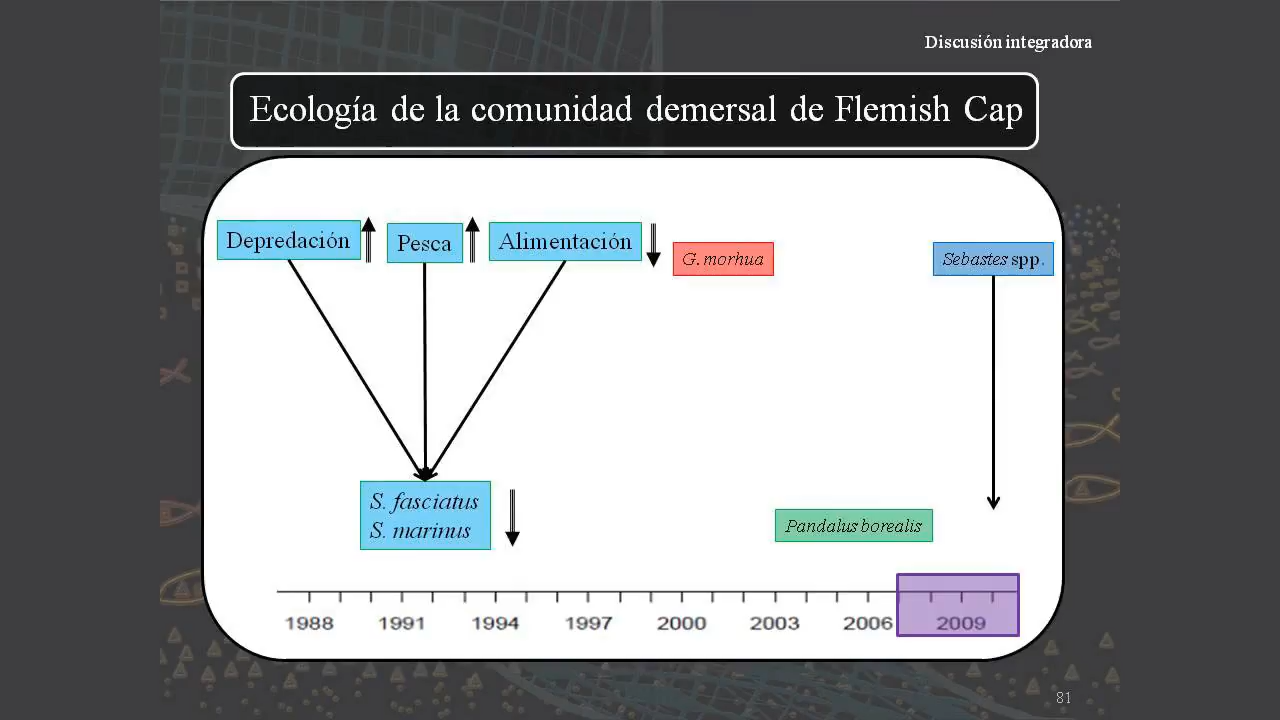 Discusión integradora
Ecología de la comunidad demersal de Flemish Cap
Depredación
Pesca
Alimentación
G. morhua
Sebastes spp.
S. fasciatus
S. marinus
Pandalus borealis
1988 1991 1994 1997 2000 2003 2006 2009
81